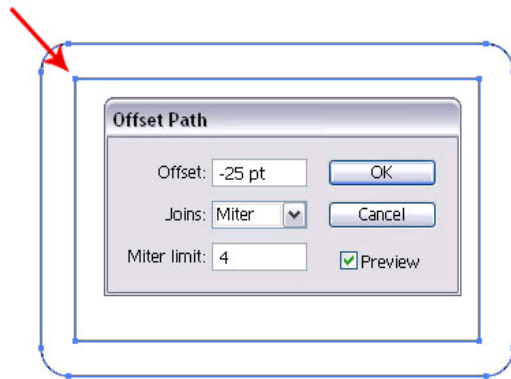 Offset Path
Offset: -25 pt OK
Joins: Miter Cancel
Miter limit: 4 Preview